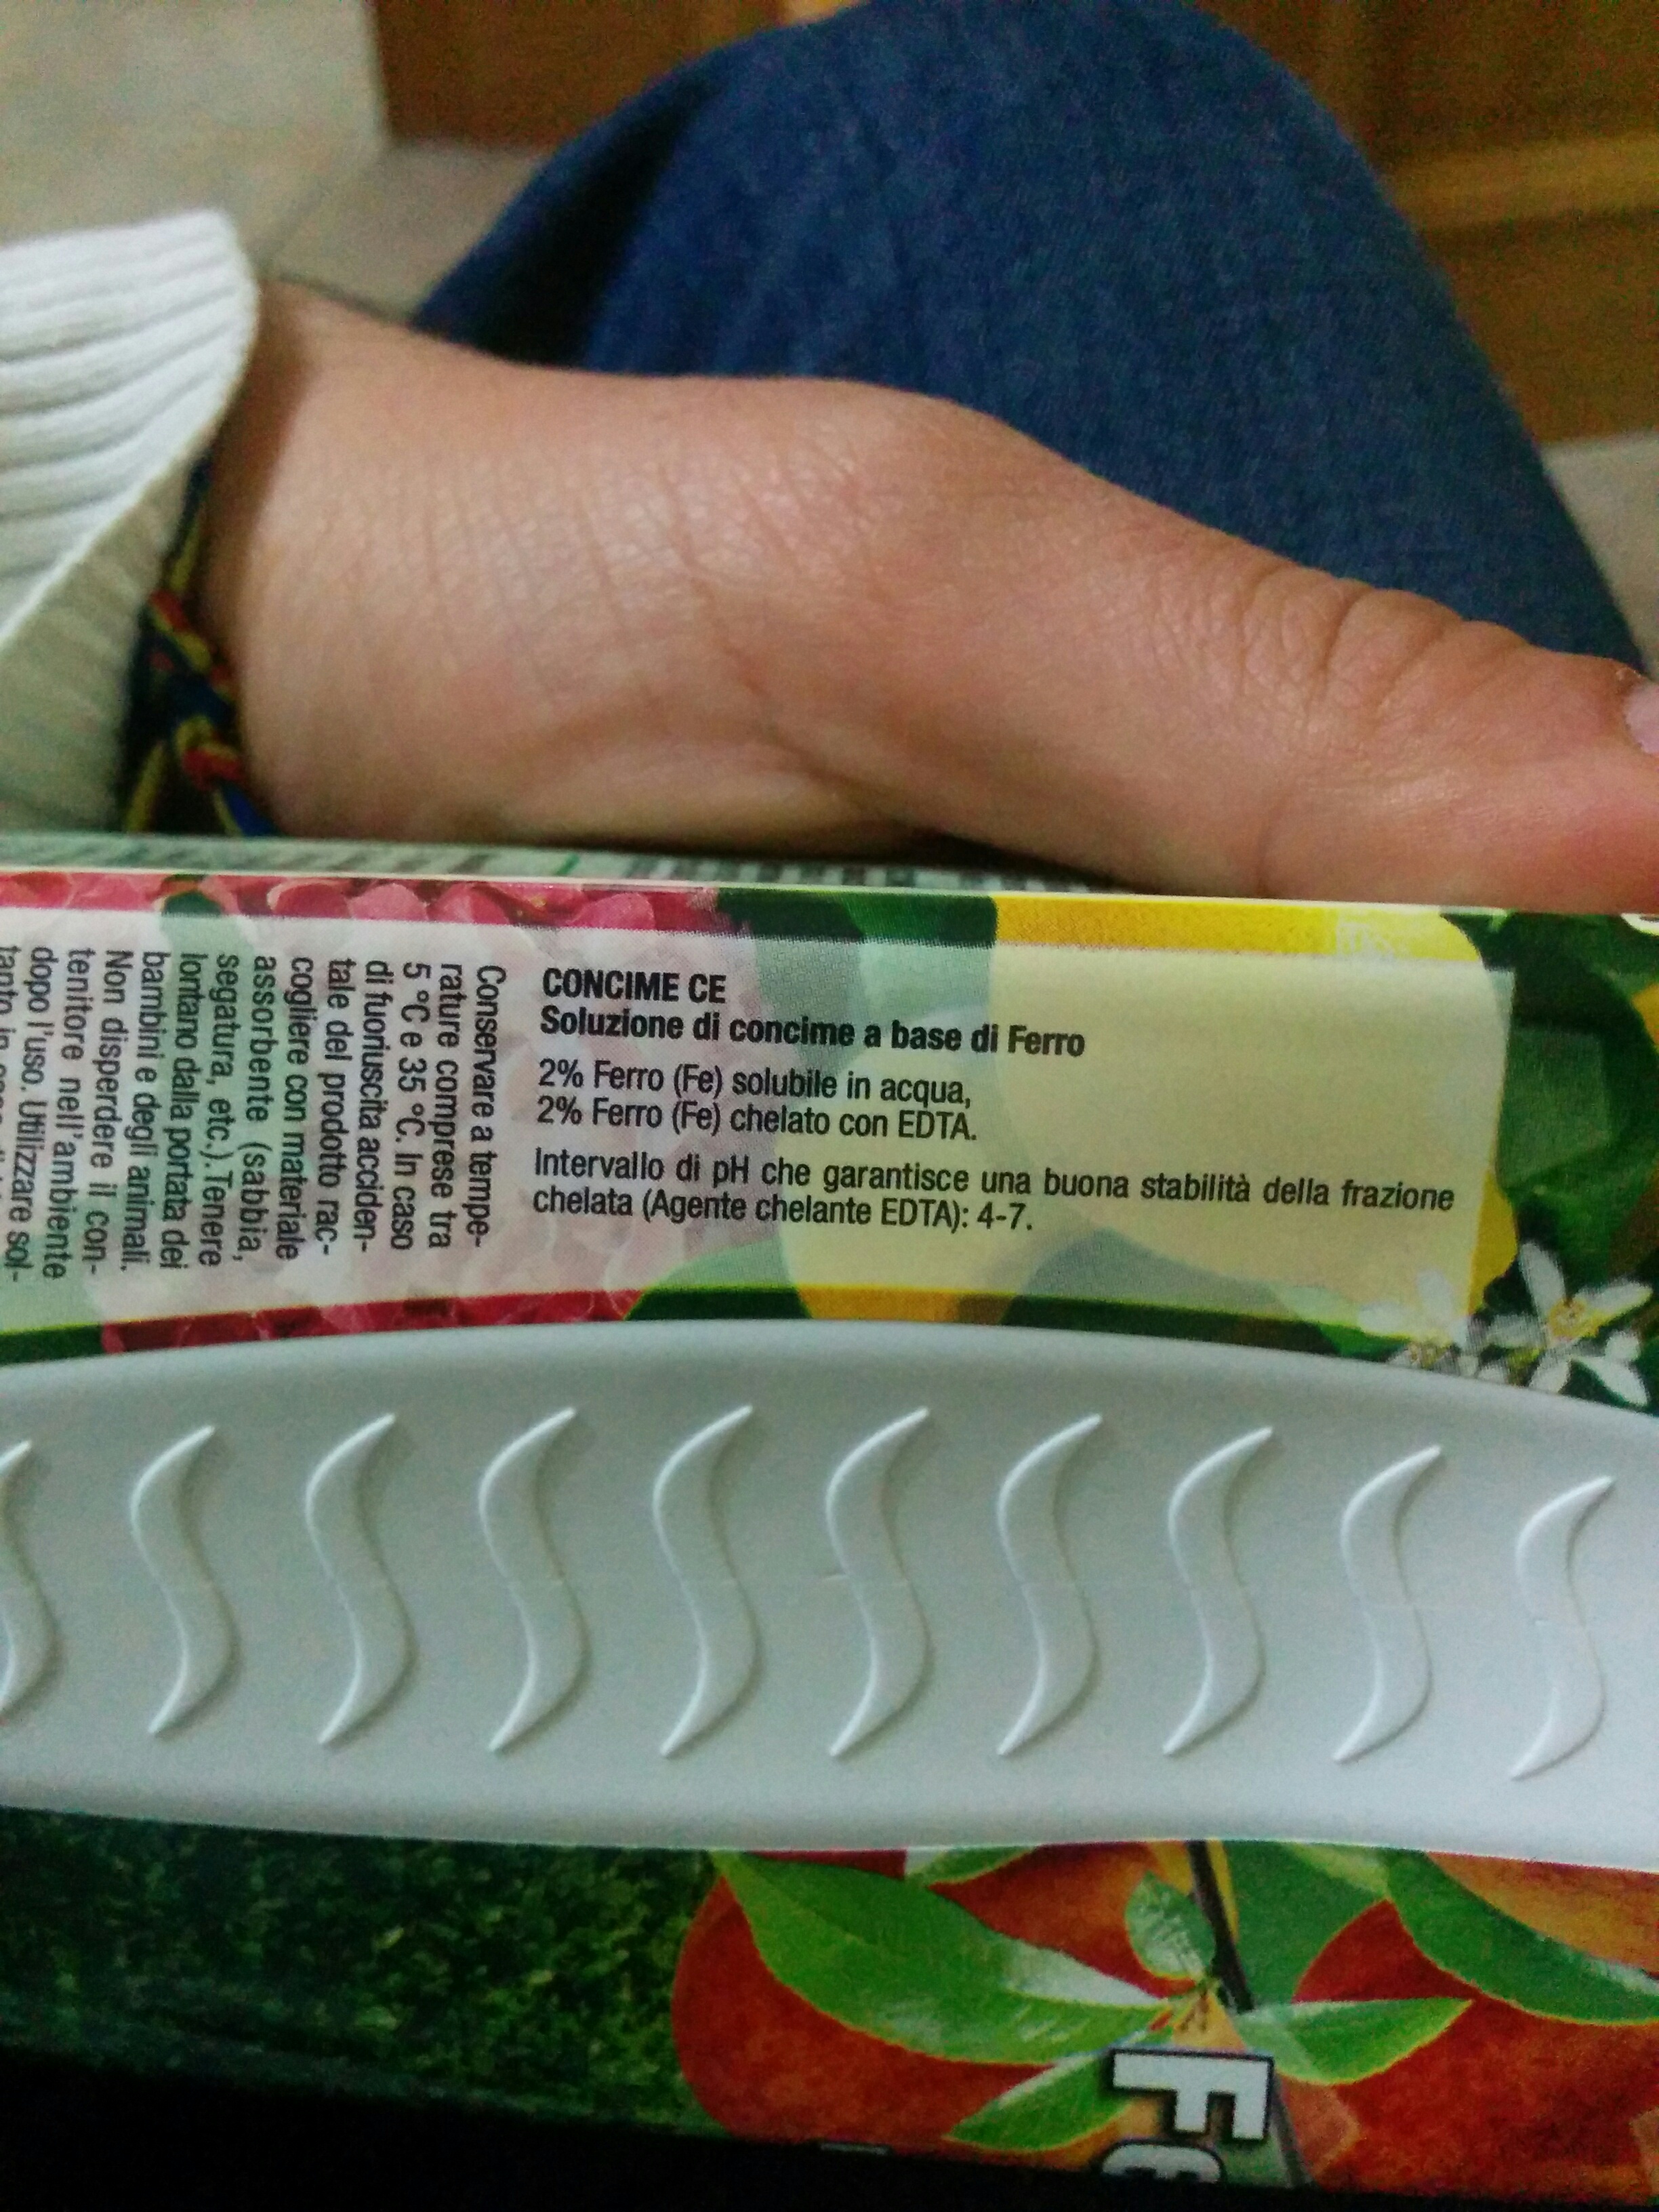 CONCIME CE
Soluzione di concime a base di Ferro
2% Ferro (Fe) solubile in acqua,
2% Ferro (Fe) chelato con EDTA.
Intervallo di pH che garantisce una buona stabilità della frazione
chelata (Agente chelante EDTA): 4-7.
Conservare a tempe-
rature comprese tra
5 °C e 35 °C. In caso
di fuoriuscita acciden-
tale del prodotto rac-
cogliere con materiale
assorbente (sabbia,
segatura, etc.). Tenere
lontano dalla portata dei
bambini e degli animali.
Non disperdere il con-
tenitore nell'ambiente
dopo l'uso. Utilizzare sol-
tanto in
Fe